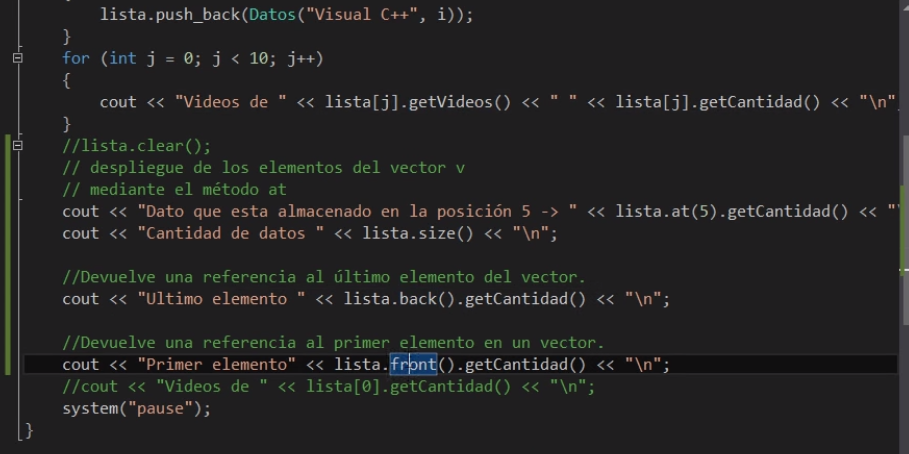 lista.push_back(Datos("Visual C++", i));
}
for (int j = 0; j < 10; j++)
{
cout << "Videos de " << lista[j].getVideos() << " " << lista[j].getCantidad() << "\n"
}
//lista.clear();
// despliegue de los elementos del vector v
// mediante el método at
cout << "Dato que esta almacenado en la posición 5 -> " << lista.at(5).getCantidad() << "\
cout << "Cantidad de datos " << lista.size() << "\n";
//Devuelve una referencia al último elemento del vector.
cout << "Ultimo elemento " << lista.back().getCantidad() << "\n";
//Devuelve una referencia al primer elemento en un vector.
cout << "Primer elemento" << lista.front().getCantidad() << "\n";
//cout << "Videos de " << lista[0].getCantidad() << "\n";
system("pause");
}